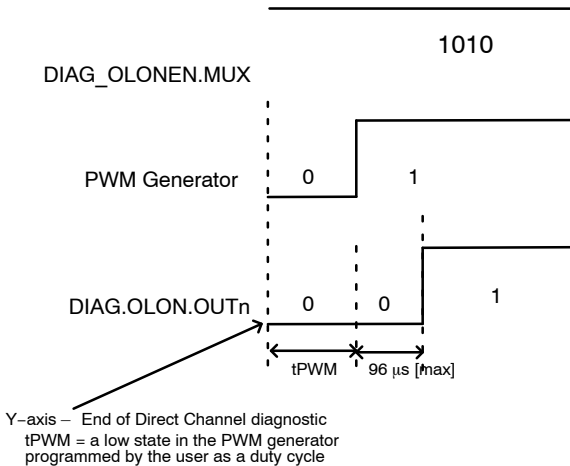 1010
DIAG_OLONEN.MUX
PWM Generator 0 1
DIAG.OLON.OUTn 0 0 1
tPWM 96 μs [max]
Y−axis − End of Direct Channel diagnostic
tPWM = a low state in the PWM generator
programmed by the user as a duty cycle